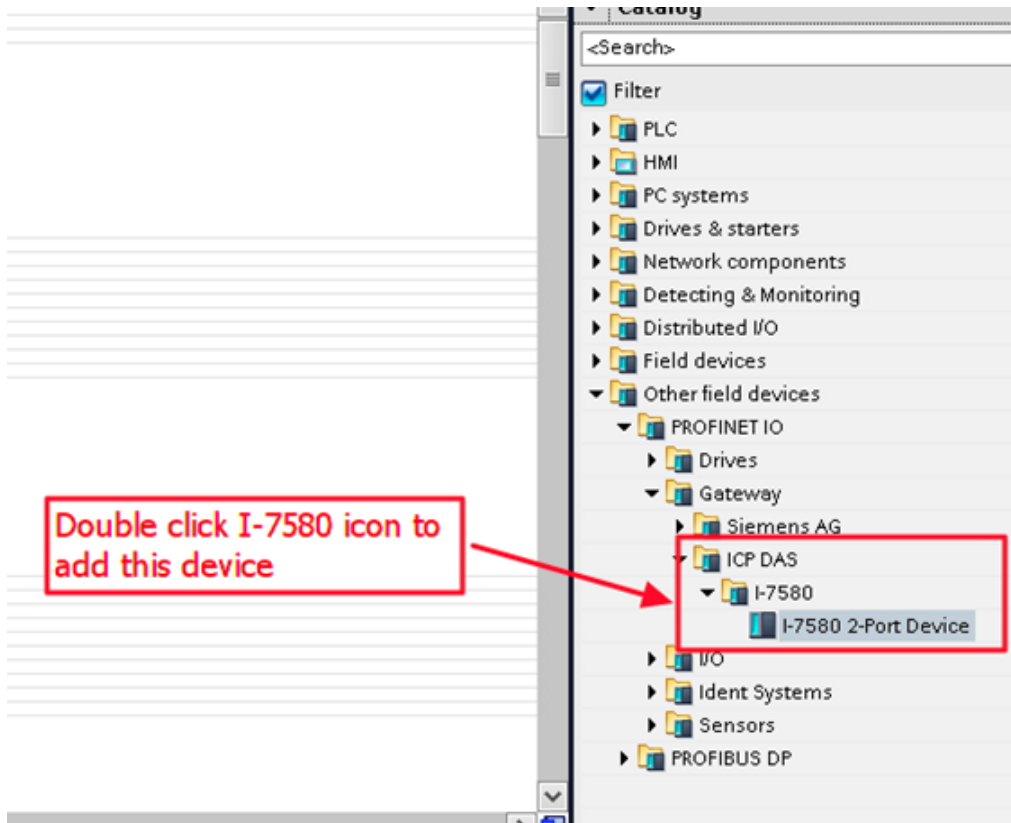 Catalog
<Search>
Filter
PLC
HMI
PC systems
Drives & starters
Network components
Detecting & Monitoring
Distributed I/O
Field devices
Other field devices
PROFINET IO
Drives
Gateway
Siemens AG
ICP DAS
I-7580
I-7580 2-Port Device
I/O
Ident Systems
Sensors
PROFIBUS DP
Double click I-7580 icon to
add this device